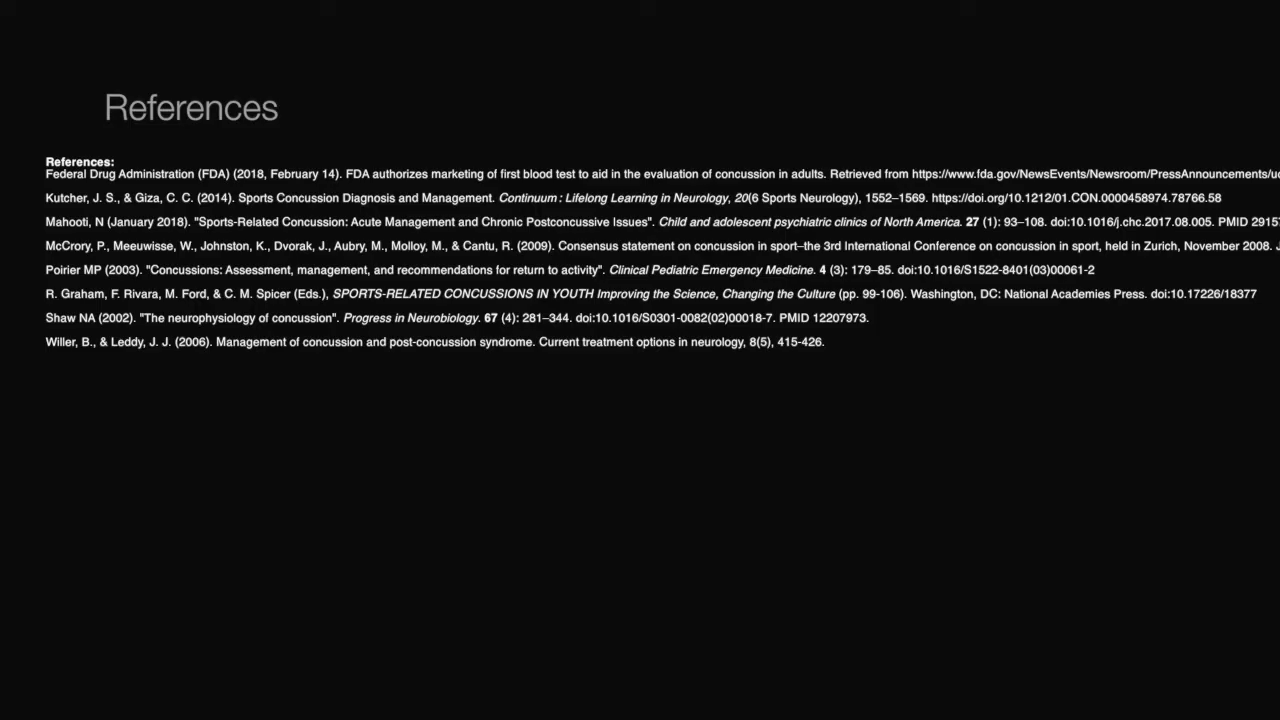 References
References:
Federal Drug Administration (FDA) (2018, February 14). FDA authorizes marketing of first blood test to aid in the evaluation of concussion in adults. Retrieved from https://www.fda.gov/NewsEvents/Newsroom/PressAnnouncements/uc
Kutcher, J. S., & Giza, C. C. (2014). Sports Concussion Diagnosis and Management. Continuum : Lifelong Learning in Neurology, 20(6 Sports Neurology), 1552–1569. https://doi.org/10.1212/01.CON.0000458974.78766.58
Mahooti, N (January 2018). "Sports-Related Concussion: Acute Management and Chronic Postconcussive Issues". Child and adolescent psychiatric clinics of North America. 27 (1): 93–108. doi:10.1016/j.chc.2017.08.005. PMID 2915
McCrory, P., Meeuwisse, W., Johnston, K., Dvorak, J., Aubry, M., Molloy, M., & Cantu, R. (2009). Consensus statement on concussion in sport–the 3rd International Conference on concussion in sport, held in Zurich, November 2008. J
Poirier MP (2003). "Concussions: Assessment, management, and recommendations for return to activity". Clinical Pediatric Emergency Medicine. 4 (3): 179–85. doi:10.1016/S1522-8401(03)00061-2
R. Graham, F. Rivara, M. Ford, & C. M. Spicer (Eds.), SPORTS-RELATED CONCUSSIONS IN YOUTH Improving the Science, Changing the Culture (pp. 99-106). Washington, DC: National Academies Press. doi:10.17226/18377
Shaw NA (2002). "The neurophysiology of concussion". Progress in Neurobiology. 67 (4): 281–344. doi:10.1016/S0301-0082(02)00018-7. PMID 12207973.
Willer, B., & Leddy, J. J. (2006). Management of concussion and post-concussion syndrome. Current treatment options in neurology, 8(5), 415-426.